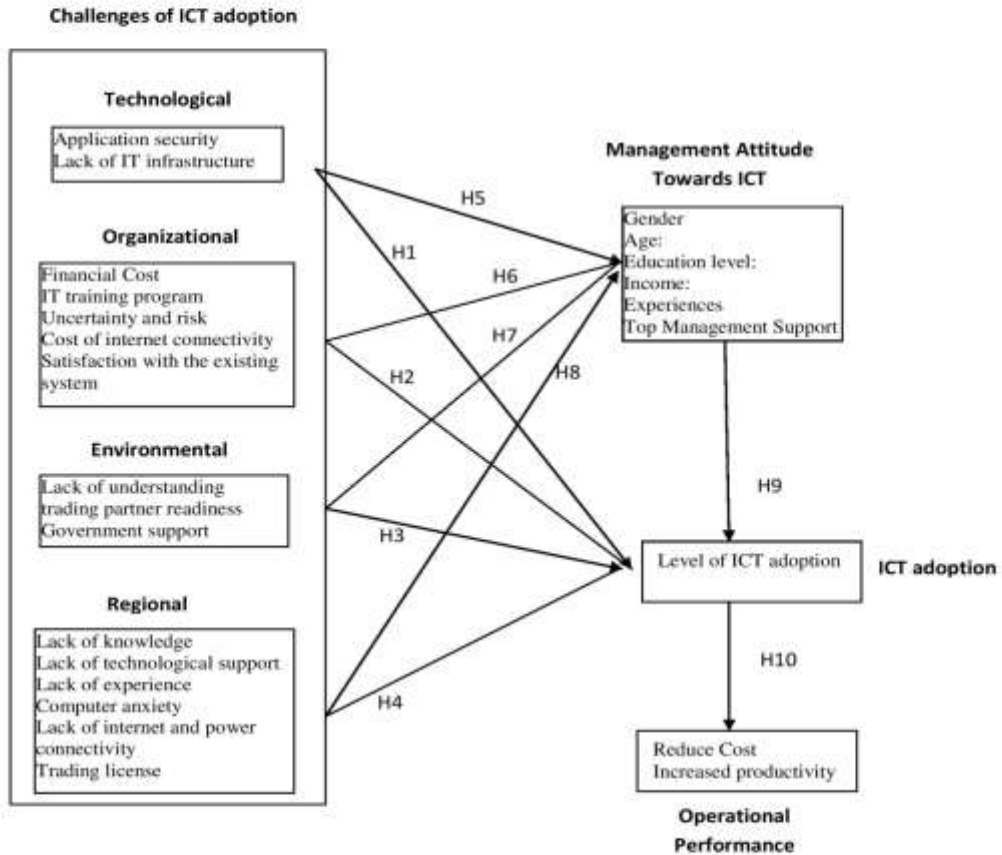 Challenges of ICT adoption
Technological
Application security
Lack of IT infrastructure
Organizational
Financial Cost
IT training program
Uncertainty and risk
Cost of internet connectivity
Satisfaction with the existing
system
Environmental
Lack of understanding
trading partner readiness
Government support
Regional
Lack of knowledge
Lack of technological support
Lack of experience
Computer anxiety
Lack of internet and power
connectivity
Trading license
H5
H1
H6
H7
H8
H2
H3
H4
Management Attitude
Towards ICT
Gender
Age:
Education level:
Income:
Experiences
Top Management Support
H9
Level of ICT adoption
ICT adoption
H10
Reduce Cost
Increased productivity
Operational
Performance